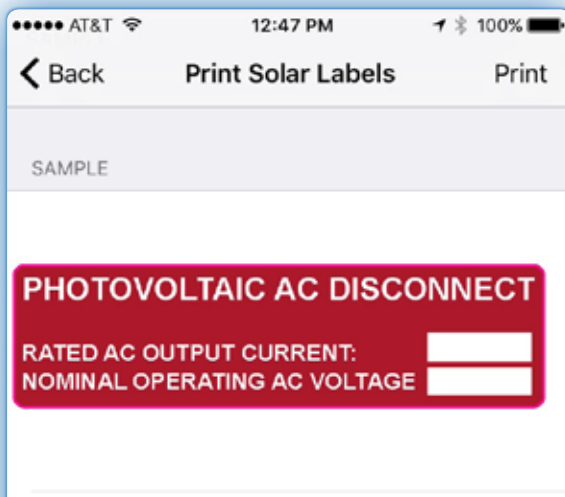 AT&T 12:47 PM 100%
Back Print Solar Labels Print
SAMPLE
PHOTOVOLTAIC AC DISCONNECT
RATED AC OUTPUT CURRENT:
NOMINAL OPERATING AC VOLTAGE